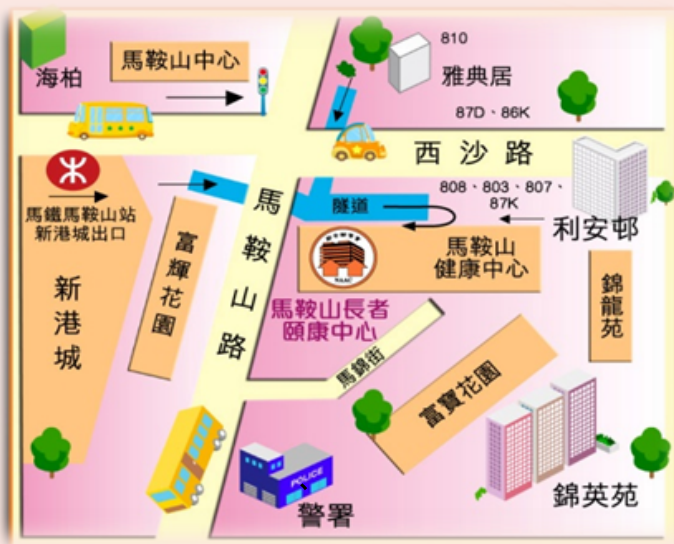 810
海柏
馬鞍山中心
雅典居
87D、86K
西沙路
馬鐵馬鞍山站
新港城出口
808、803、807、
87K
隧道
利安邨
馬鞍山路
馬鞍山
健康中心
NAAC
富輝花園
新港城
馬鞍山長者
頤康中心
錦龍苑
馬錦街
富寶花園
POLICE
警署
錦英苑